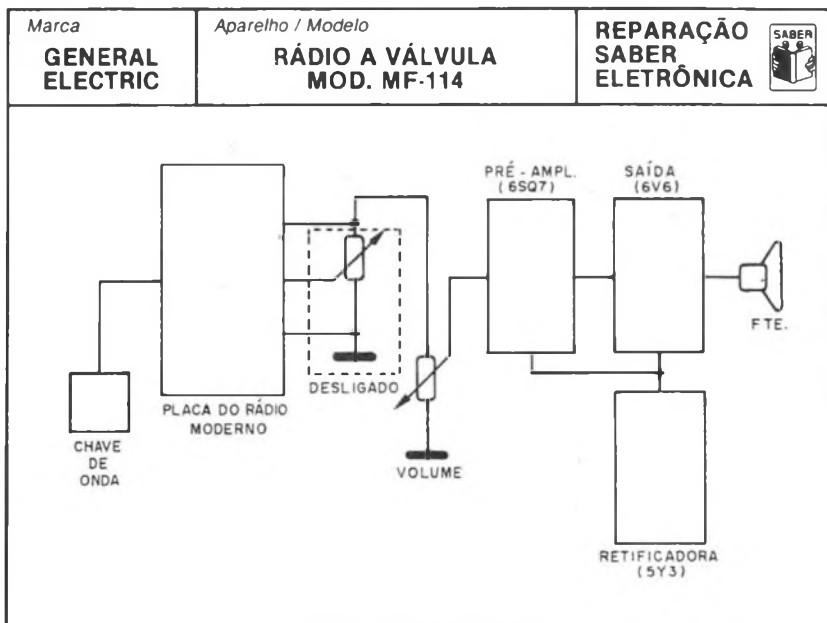 Marca
GENERAL
ELECTRIC
Aparelho / Modelo
RÁDIO A VÁLVULA
MOD. MF-114
REPARAÇÃO
SABER
ELETRÔNICA
SABER
PRÉ-AMPL.
(6SQ7)
SAÍDA
(6V6)
FTE.
DESLIGADO
PLACA DO RÁDIO
MODERNO
CHAVE
DE
ONDA
VOLUME
RETIFICADORA
(5Y3)